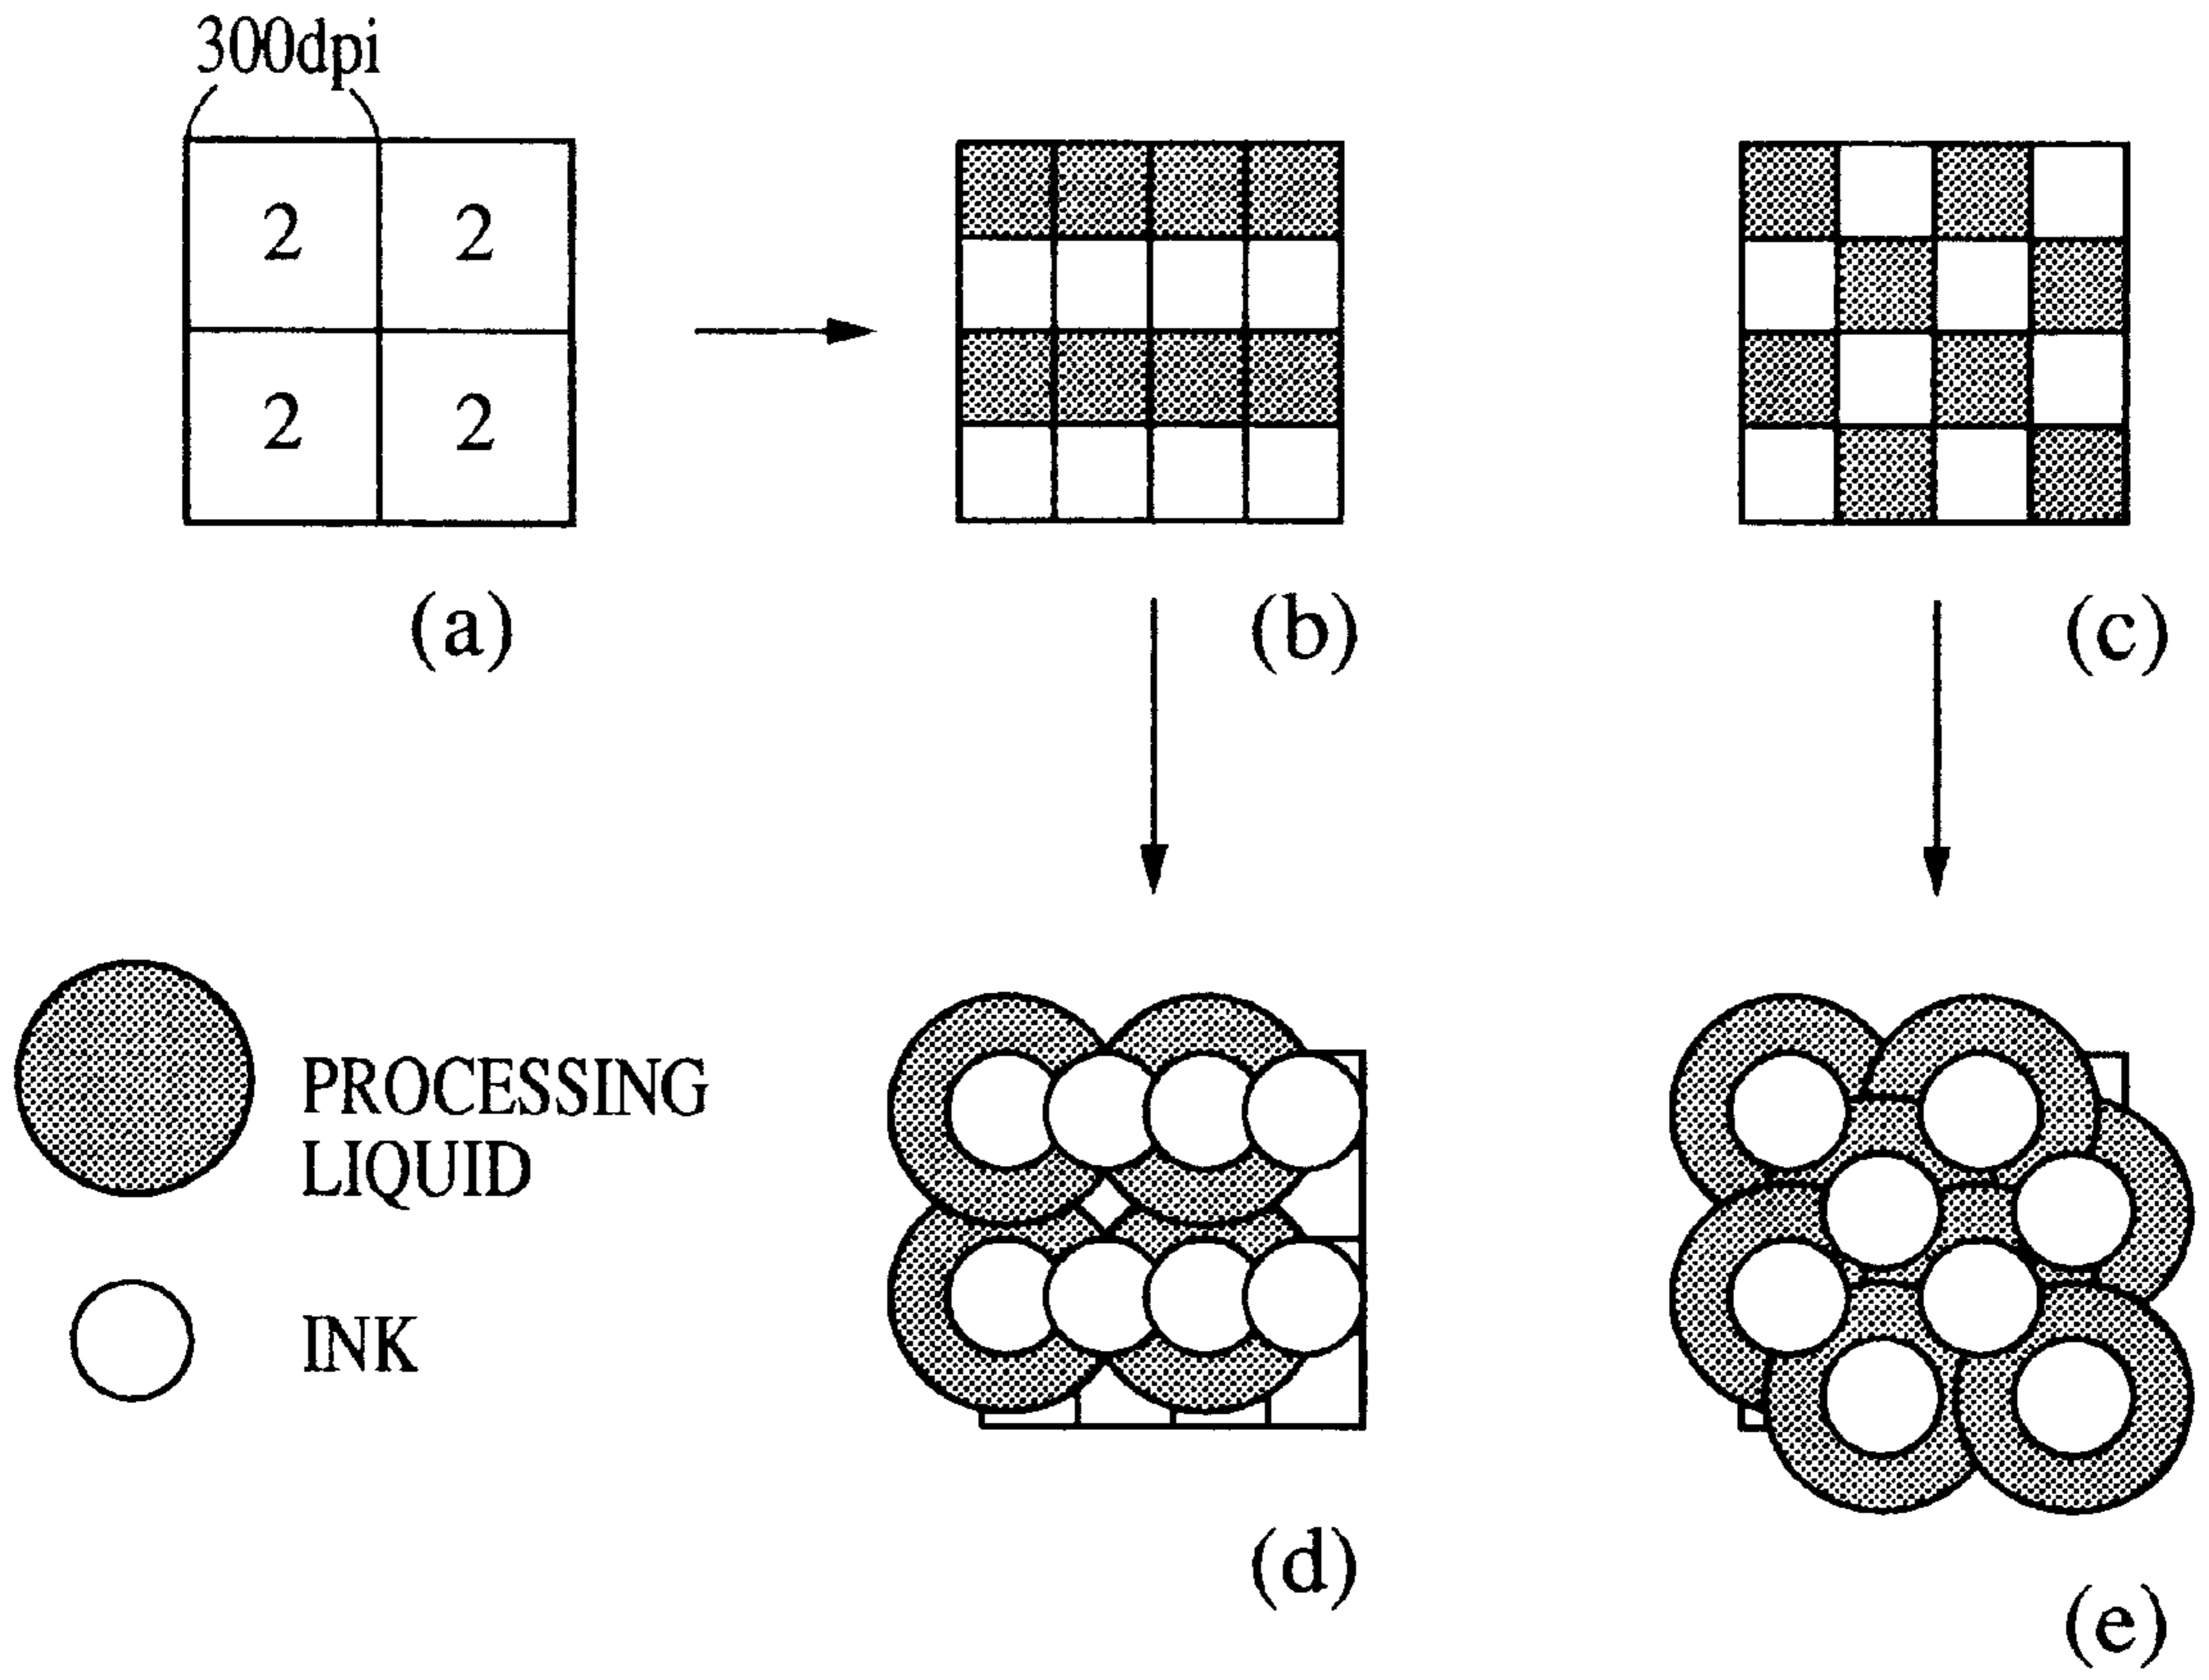 300dpi
2 2
2 2
(a) (b) (c)
PROCESSING
LIQUID
INK
(d)
(e)